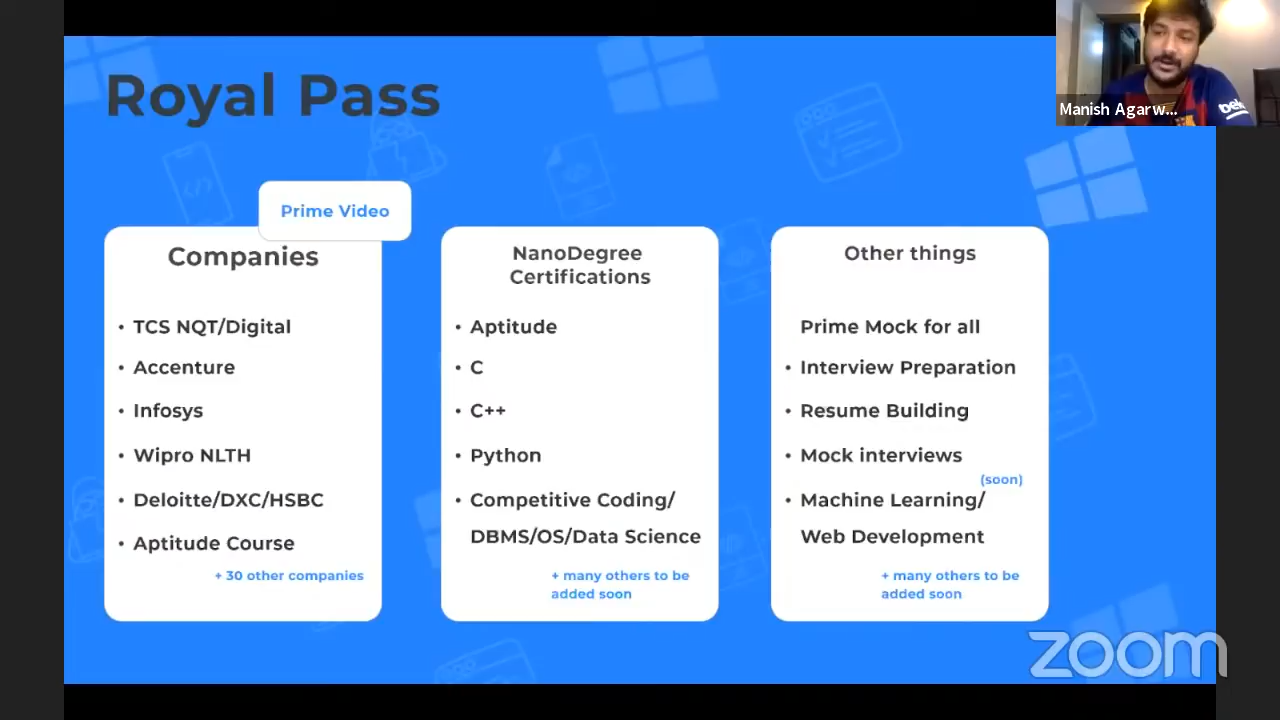 Royal Pass
Manish Agarw...
Prime Video
Companies
• TCS NQT/Digital
• Accenture
• Infosys
• Wipro NLTH
• Deloitte/DXC/HSBC
• Aptitude Course
+ 30 other companies
NanoDegree
Certifications
• Aptitude
• C
• C++
• Python
• Competitive Coding/
DBMS/OS/Data Science
+ many others to be
added soon
Other things
Prime Mock for all
• Interview Preparation
• Resume Building
• Mock interviews
(soon)
• Machine Learning/
Web Development
+ many others to be
added soon
zoom